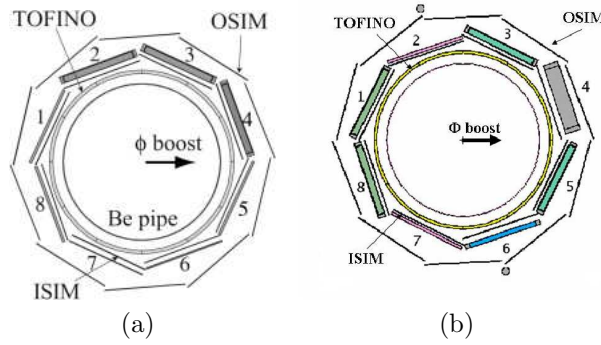 TOFINO
OSIM
2
3
1
4
ϕ boost
8
Be pipe
5
7
6
ISIM
(a)
TOFINO
OSIM
2
3
1
4
Φ boost
8
5
7
6
ISIM
(b)